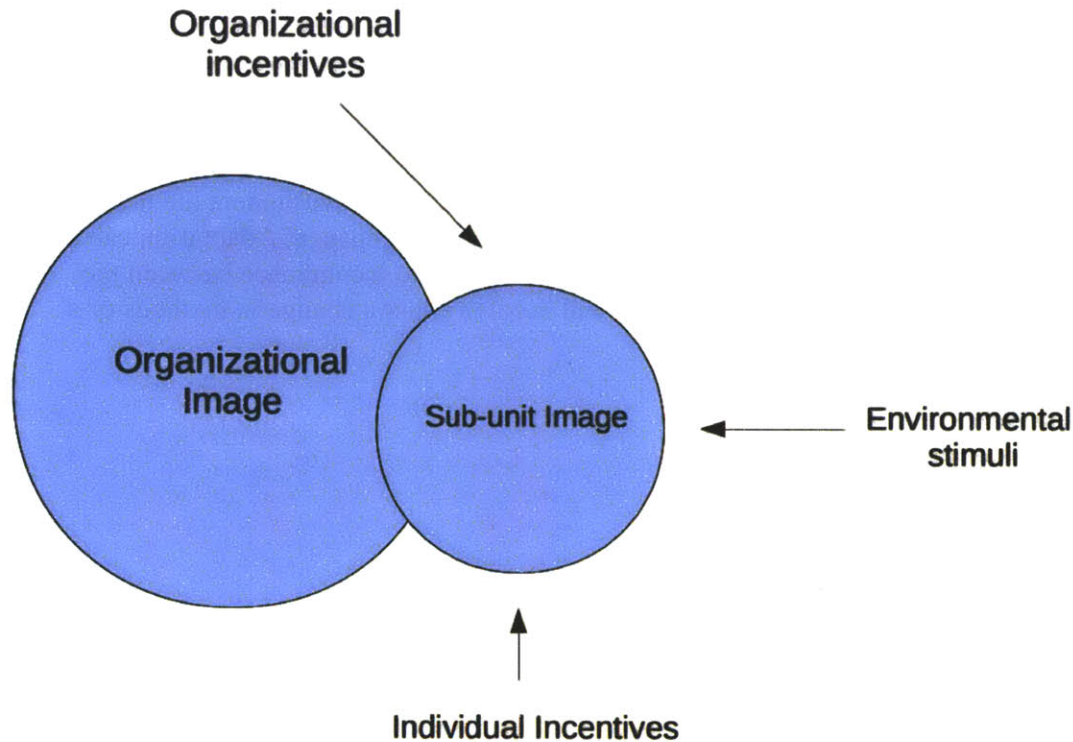 Organizational
incentives
Organizational
Image
Sub-unit Image
Environmental
stimuli
Individual Incentives